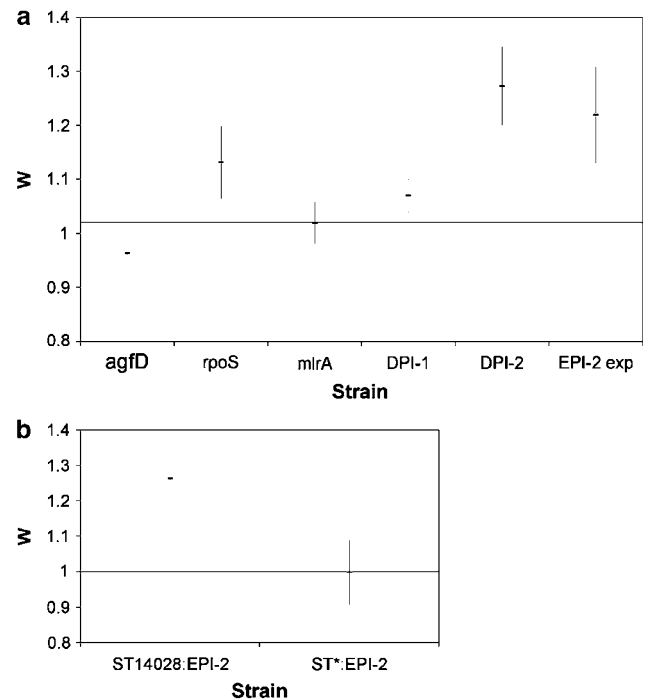 a
1.4
1.3
1.2
1.1
1
0.9
0.8
W
agfD rpoS mlrA DPI-1 DPI-2 EPI-2 exp
Strain
b
1.4
1.3
1.2
1.1
1
0.9
0.8
W
ST14028:EPI-2 ST*:EPI-2
Strain